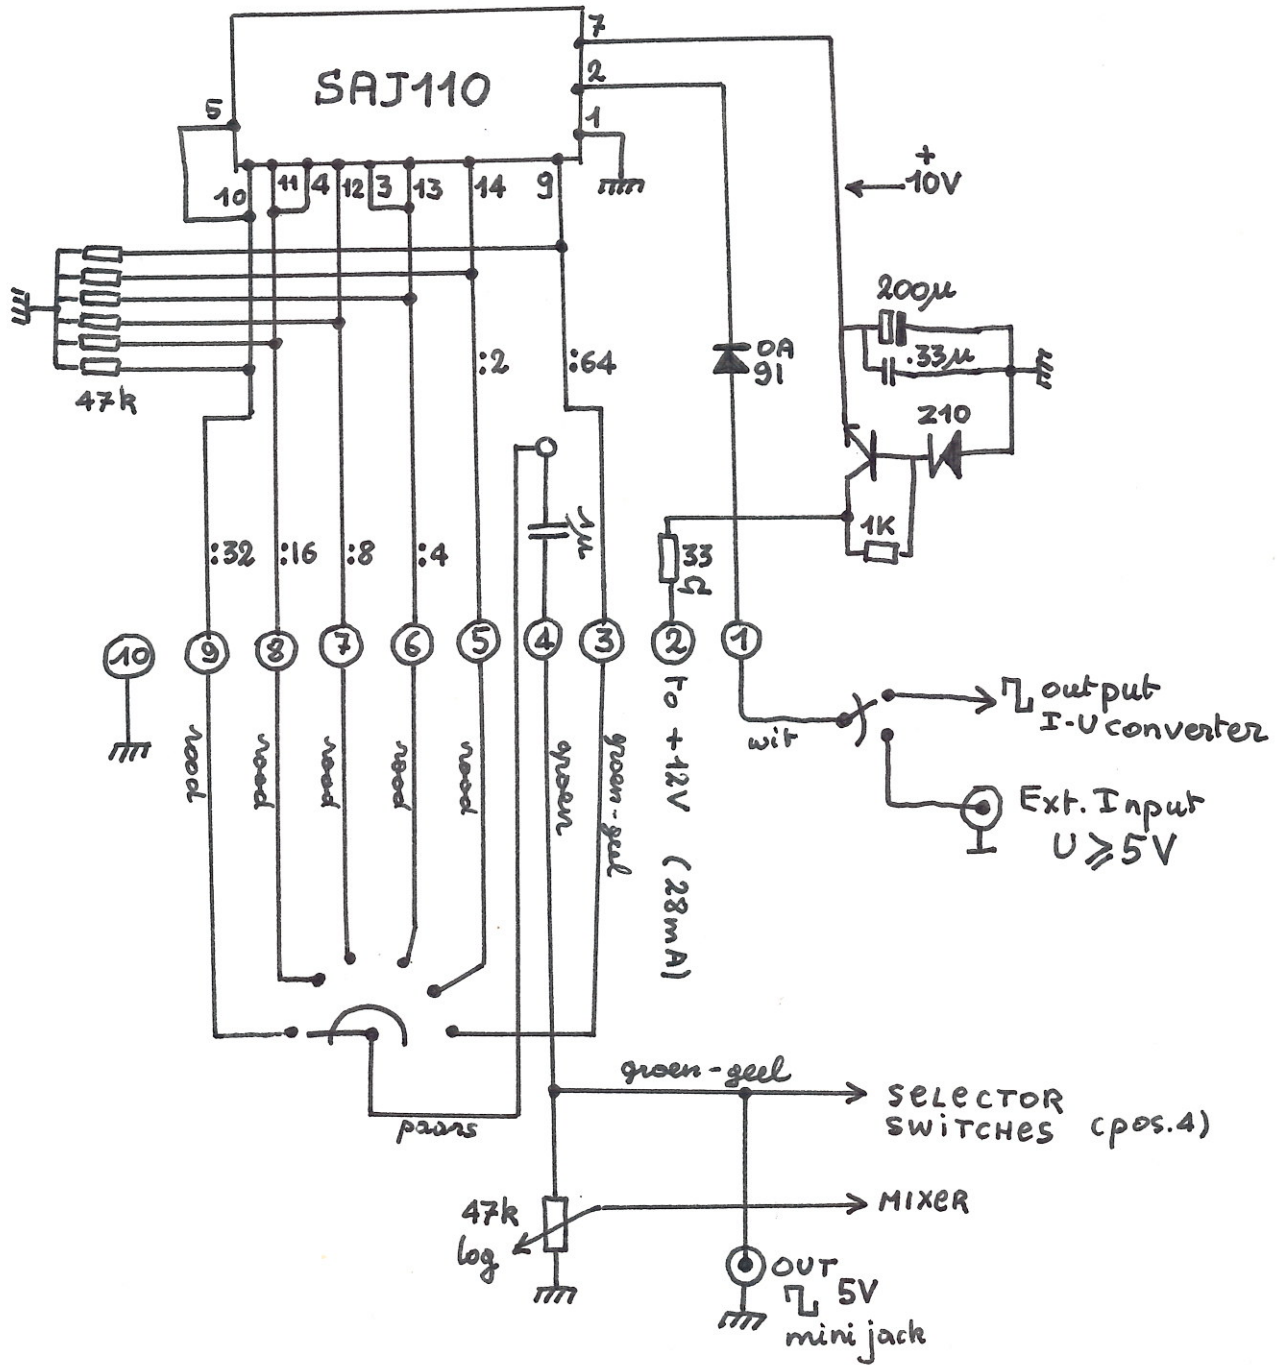 7
SAJ110
2
5
1
10
11
4
12
3
13
14
9
+
10V
200µ
.33µ
47k
:2
:64
OA
91
Z10
1µ
1K
:32
:16
:8
:4
33
Ω
10
9
8
7
6
5
4
3
2
1
output
I-U converter
wit
rood
rood
rood
rood
rood
groen
groen-geel
TO +12V (28mA)
Ext. Input
U ⩾ 5V
groen-geel
SELECTOR
SWITCHES (pos.4)
paars
47k
log
MIXER
OUT
5V
mini jack